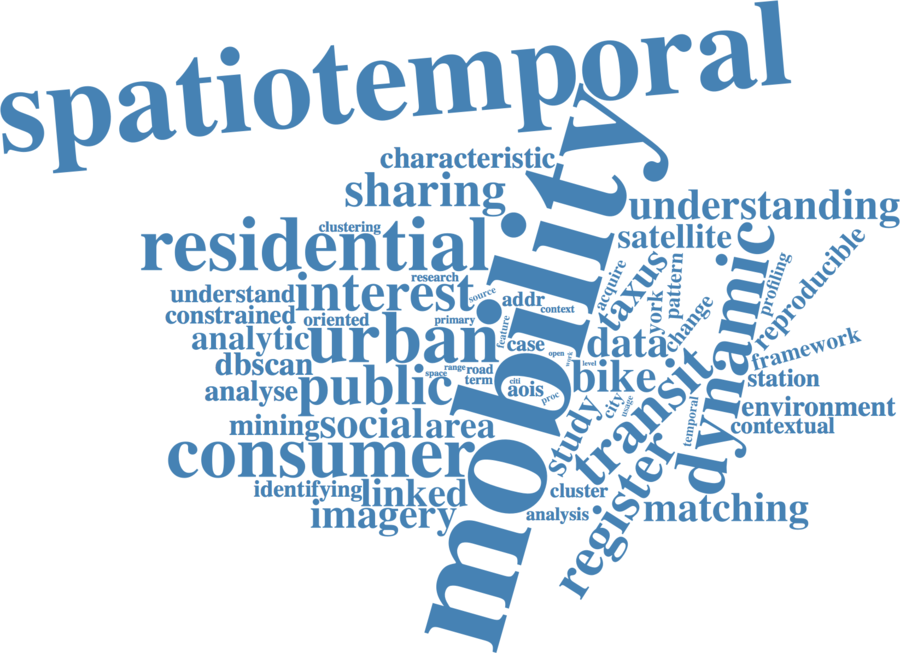 spatiotemporal
mobility
characteristic
sharing
understanding
residential
clustering
satellite
dynamic
research
understand
interest
source
addr
context
acquire
taxus
pattern
profiling
reproducible
constrained
oriented
primary
feature
york
change
analytic
urban
case
open
work
data
framework
dbscan
space
range
road
term
level
bike
transit
station
analyse
public
citi
aois
proc
city
usage
environment
mining
social
area
study
temporal
contextual
consumer
identifying
linked
cluster
register
matching
imagery
analysis